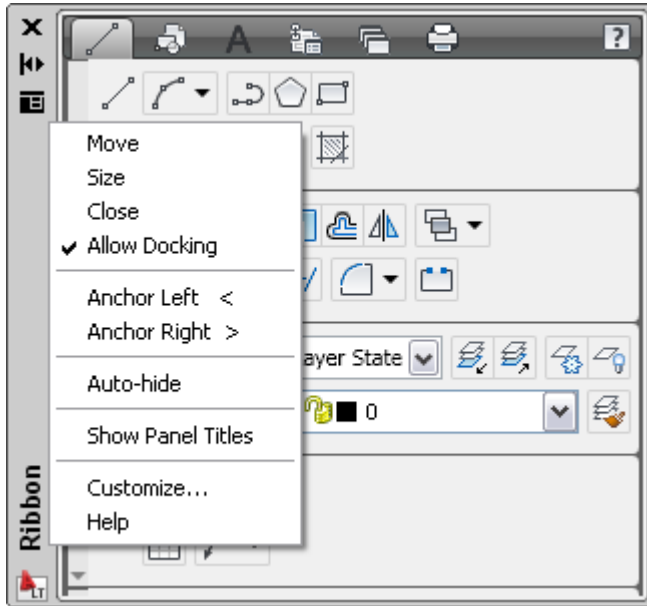 A
?
Move
Size
Close
Allow Docking
Anchor Left <
Anchor Right >
Auto-hide
Show Panel Titles
Customize...
Help
ayer State
0
Ribbon
LT